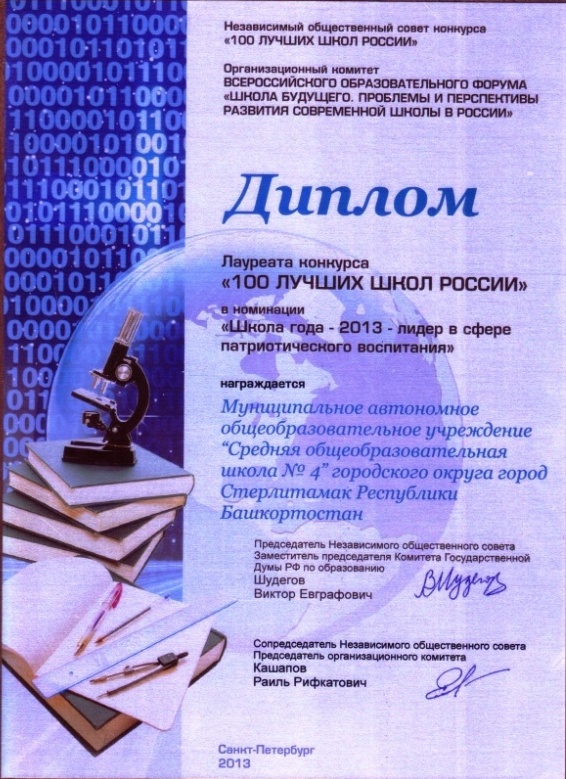 Независимый общественный совет конкурса
«100 ЛУЧШИХ ШКОЛ РОССИИ»
Организационный комитет
ВСЕРОССИЙСКОГО ОБРАЗОВАТЕЛЬНОГО ФОРУМА
«ШКОЛА БУДУЩЕГО. ПРОБЛЕМЫ И ПЕРСПЕКТИВЫ
РАЗВИТИЯ СОВРЕМЕННОЙ ШКОЛЫ В РОССИИ»
Диплом
Лауреата конкурса
«100 ЛУЧШИХ ШКОЛ РОССИИ»
в номинации
«Школа года - 2013 - лидер в сфере
патриотического воспитания»
награждается
Муниципальное автономное
общеобразовательное учреждение
“Средняя общеобразовательная
школа № 4” городского округа город
Стерлитамак Республики
Башкортостан
Председатель Независимого общественного совета
Заместитель председателя Комитета Государственной
Думы РФ по образованию
Шудегов
Виктор Евграфович
Сопредседатель Независимого общественного совета
Председатель организационного комитета
Кашапов
Раиль Рифкатович
Санкт-Петербург
2013